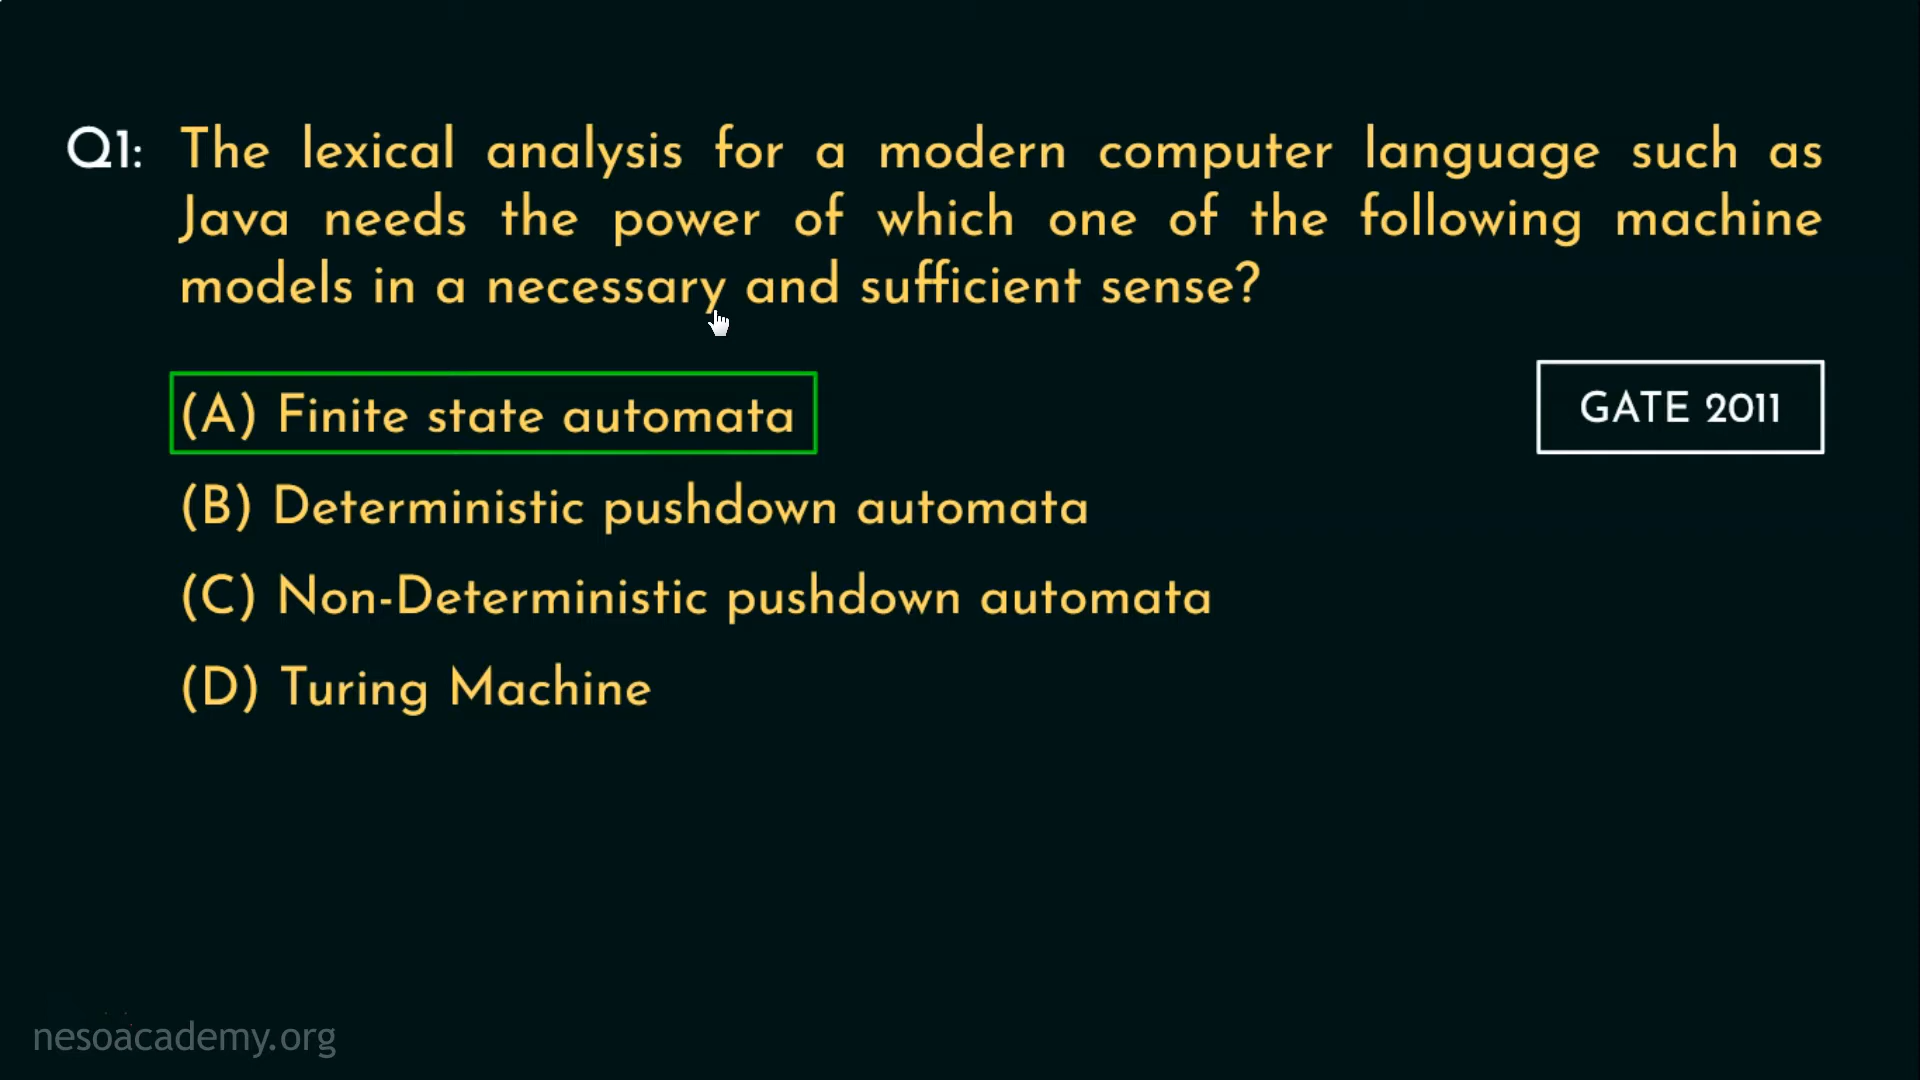 Q1: The lexical analysis for a modern computer language such as
Java needs the power of which one of the following machine
models in a necessary and sufficient sense?
(A) Finite state automata
GATE 2011
(B) Deterministic pushdown automata
(C) Non-Deterministic pushdown automata
(D) Turing Machine
nesoacademy.org